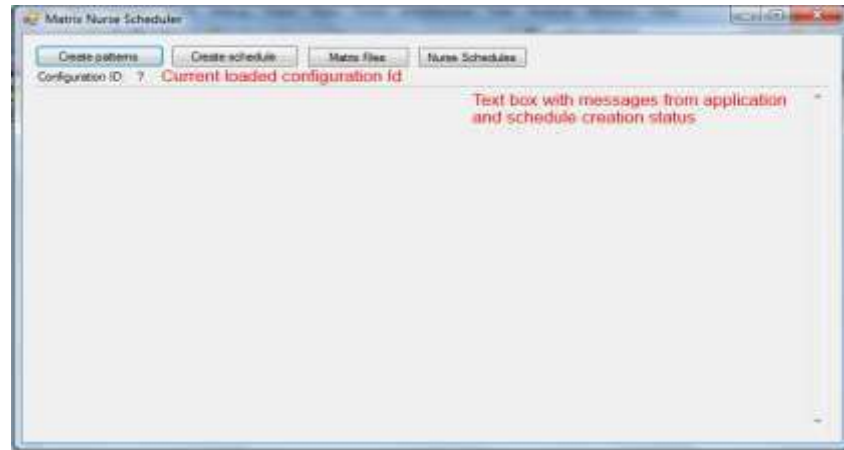 Matrix Nurse Scheduler
Create patterns Create schedule Matrix Files Nurse Schedules
Configuration ID: ? Current loaded configuration Id
Text box with messages from application
and schedule creation status